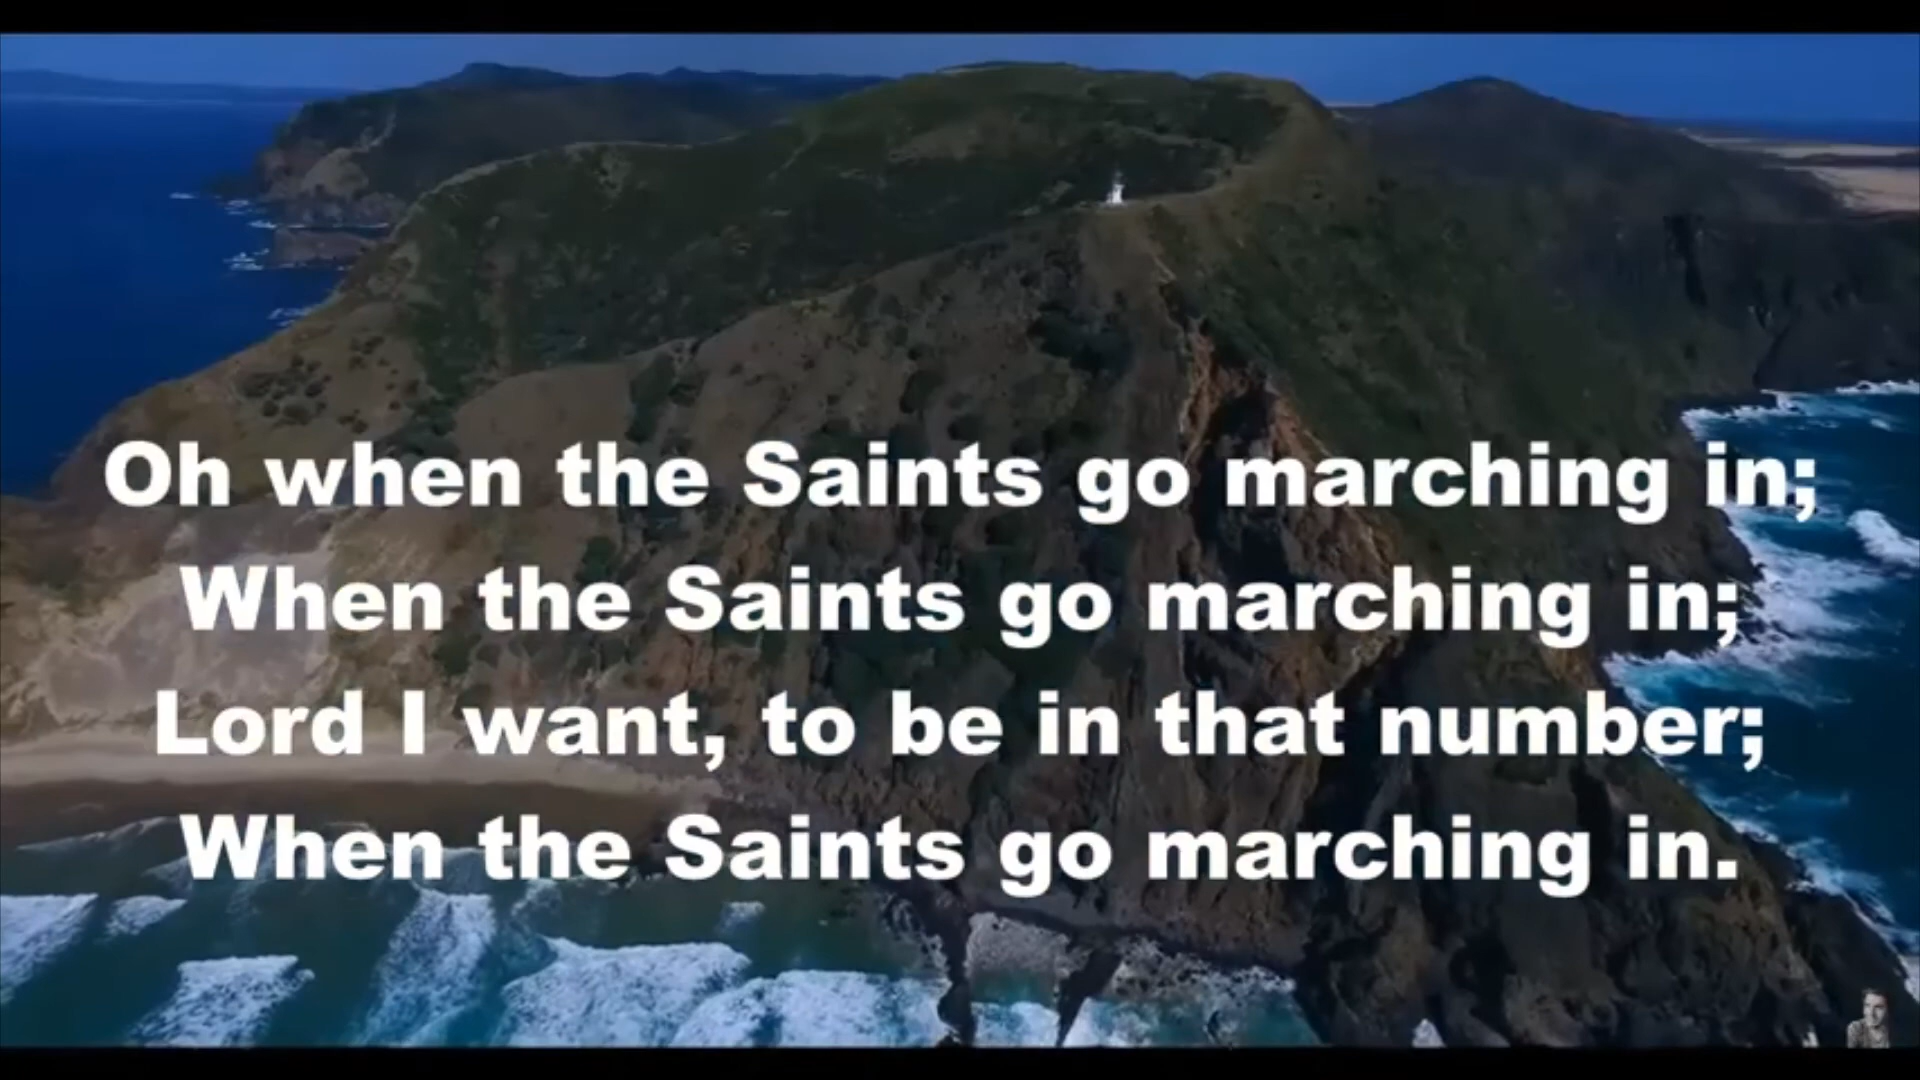 Oh when the Saints go marching in;
When the Saints go marching in;
Lord I want, to be in that number;
When the Saints go marching in.